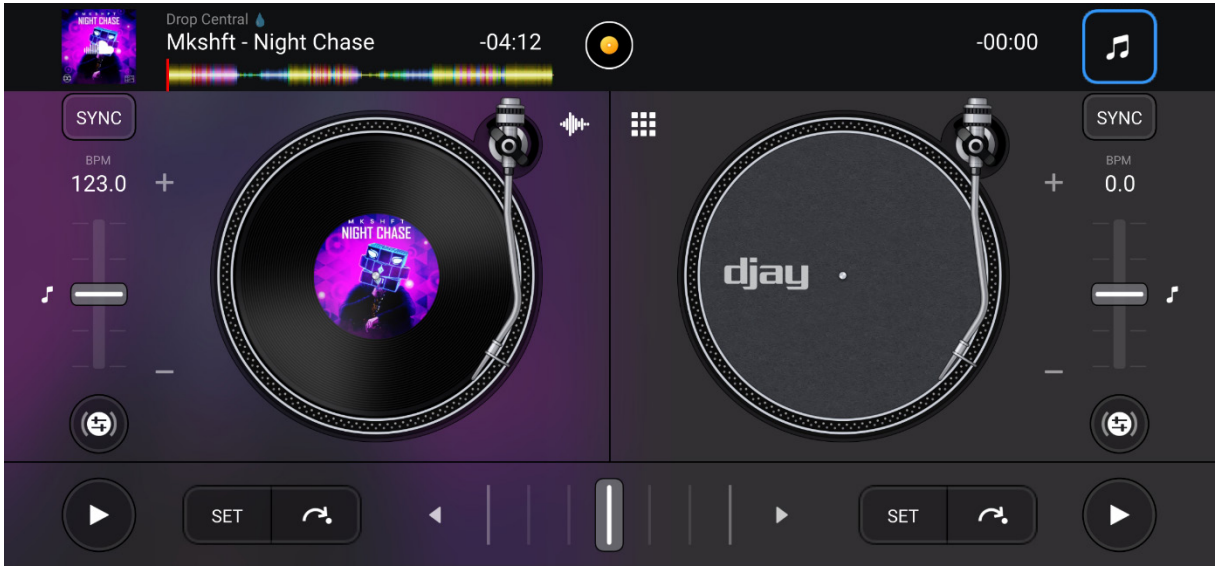 MKSHFT
NIGHT CHASE
Drop Central
Mkshft - Night Chase
-04:12
-00:00
SYNC
SYNC
BPM
123.0
BPM
0.0
MKSHFT
NIGHT CHASE
djay
SET
SET